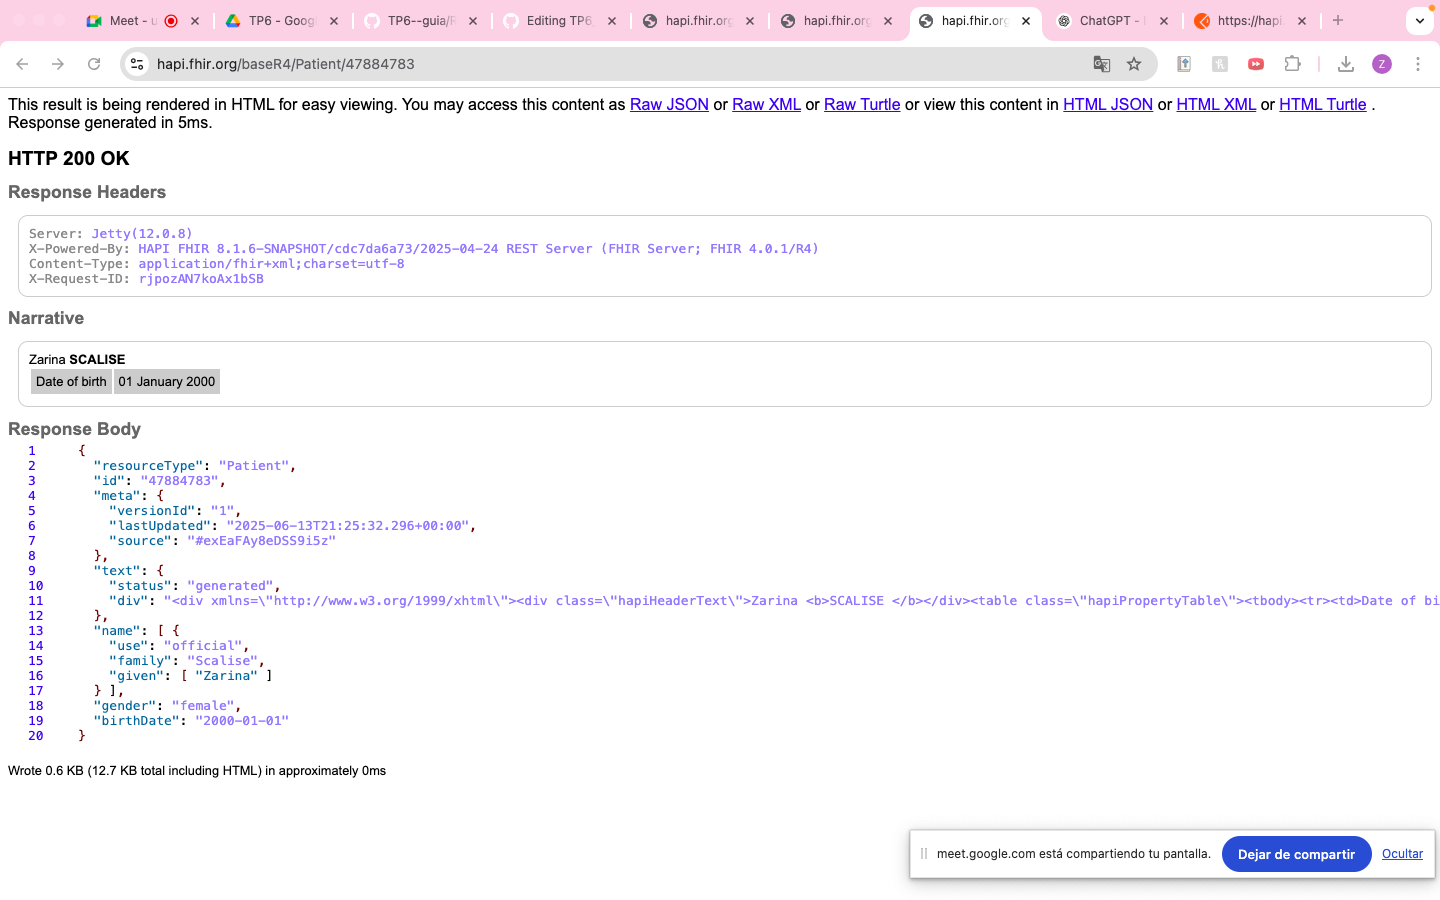 Meet - u
TP6 - Goog
TP6--guia/R
Editing TP6_
hapi.fhir.org
hapi.fhir.org
hapi.fhir.org
ChatGPT -
https://hapi
hapi.fhir.org/baseR4/Patient/47884783
Z
This result is being rendered in HTML for easy viewing. You may access this content as Raw JSON or Raw XML or Raw Turtle or view this content in HTML JSON or HTML XML or HTML Turtle .
Response generated in 5ms.
HTTP 200 OK
Response Headers
Server: Jetty(12.0.8)
X-Powered-By: HAPI FHIR 8.1.6-SNAPSHOT/cdc7da6a73/2025-04-24 REST Server (FHIR Server; FHIR 4.0.1/R4)
Content-Type: application/fhir+xml;charset=utf-8
X-Request-ID: rjpozAN7koAx1bSB
Narrative
Zarina SCALISE
Date of birth 01 January 2000
Response Body
1 {
2 "resourceType": "Patient",
3 "id": "47884783",
4 "meta": {
5 "versionId": "1",
6 "lastUpdated": "2025-06-13T21:25:32.296+00:00",
7 "source": "#exEaFAy8eDSS9i5z"
8 },
9 "text": {
10 "status": "generated",
11 "div": "<div xmlns=\"http://www.w3.org/1999/xhtml\"><div class=\"hapiHeaderText\">Zarina <b>SCALISE </b></div><table class=\"hapiPropertyTable\"><tbody><tr><td>Date of bi
12 },
13 "name": [ {
14 "use": "official",
15 "family": "Scalise",
16 "given": [ "Zarina" ]
17 } ],
18 "gender": "female",
19 "birthDate": "2000-01-01"
20 }
Wrote 0.6 KB (12.7 KB total including HTML) in approximately 0ms
meet.google.com está compartiendo tu pantalla. Dejar de compartir Ocultar